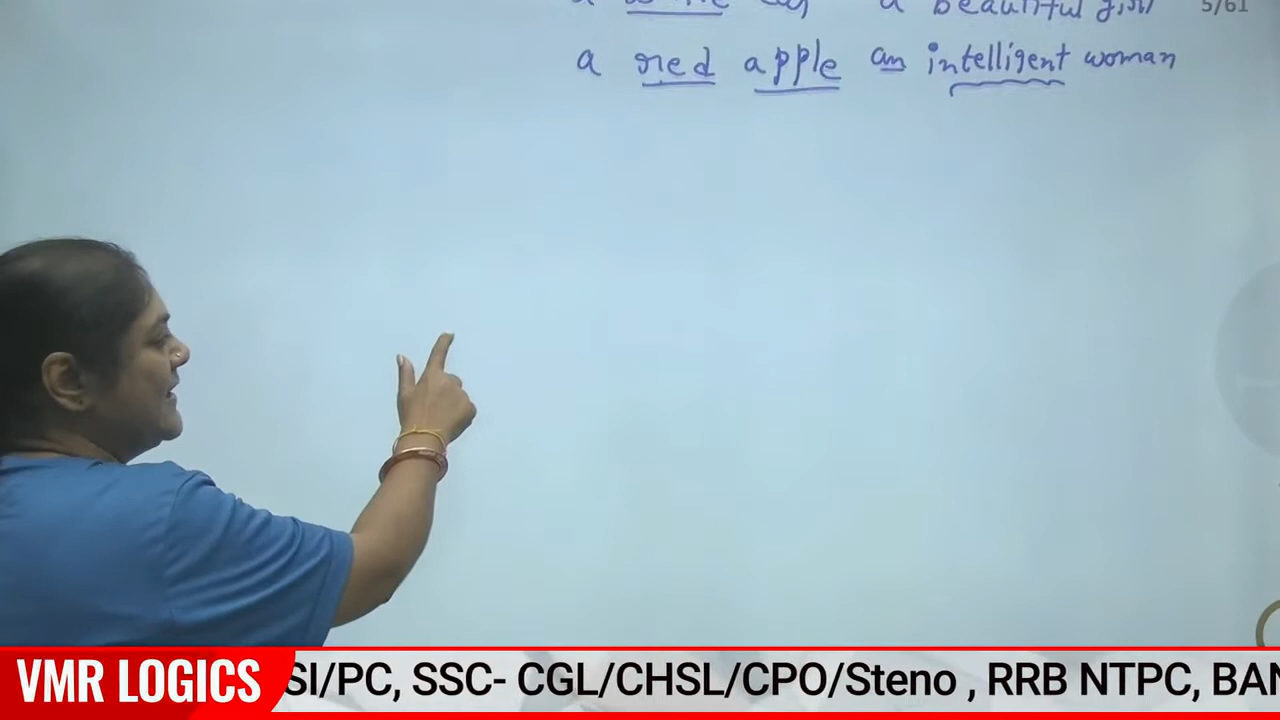 a beautiful girl 5/61
a red apple an intelligent woman
VMR LOGICS SI/PC, SSC- CGL/CHSL/CPO/Steno , RRB NTPC, BAN